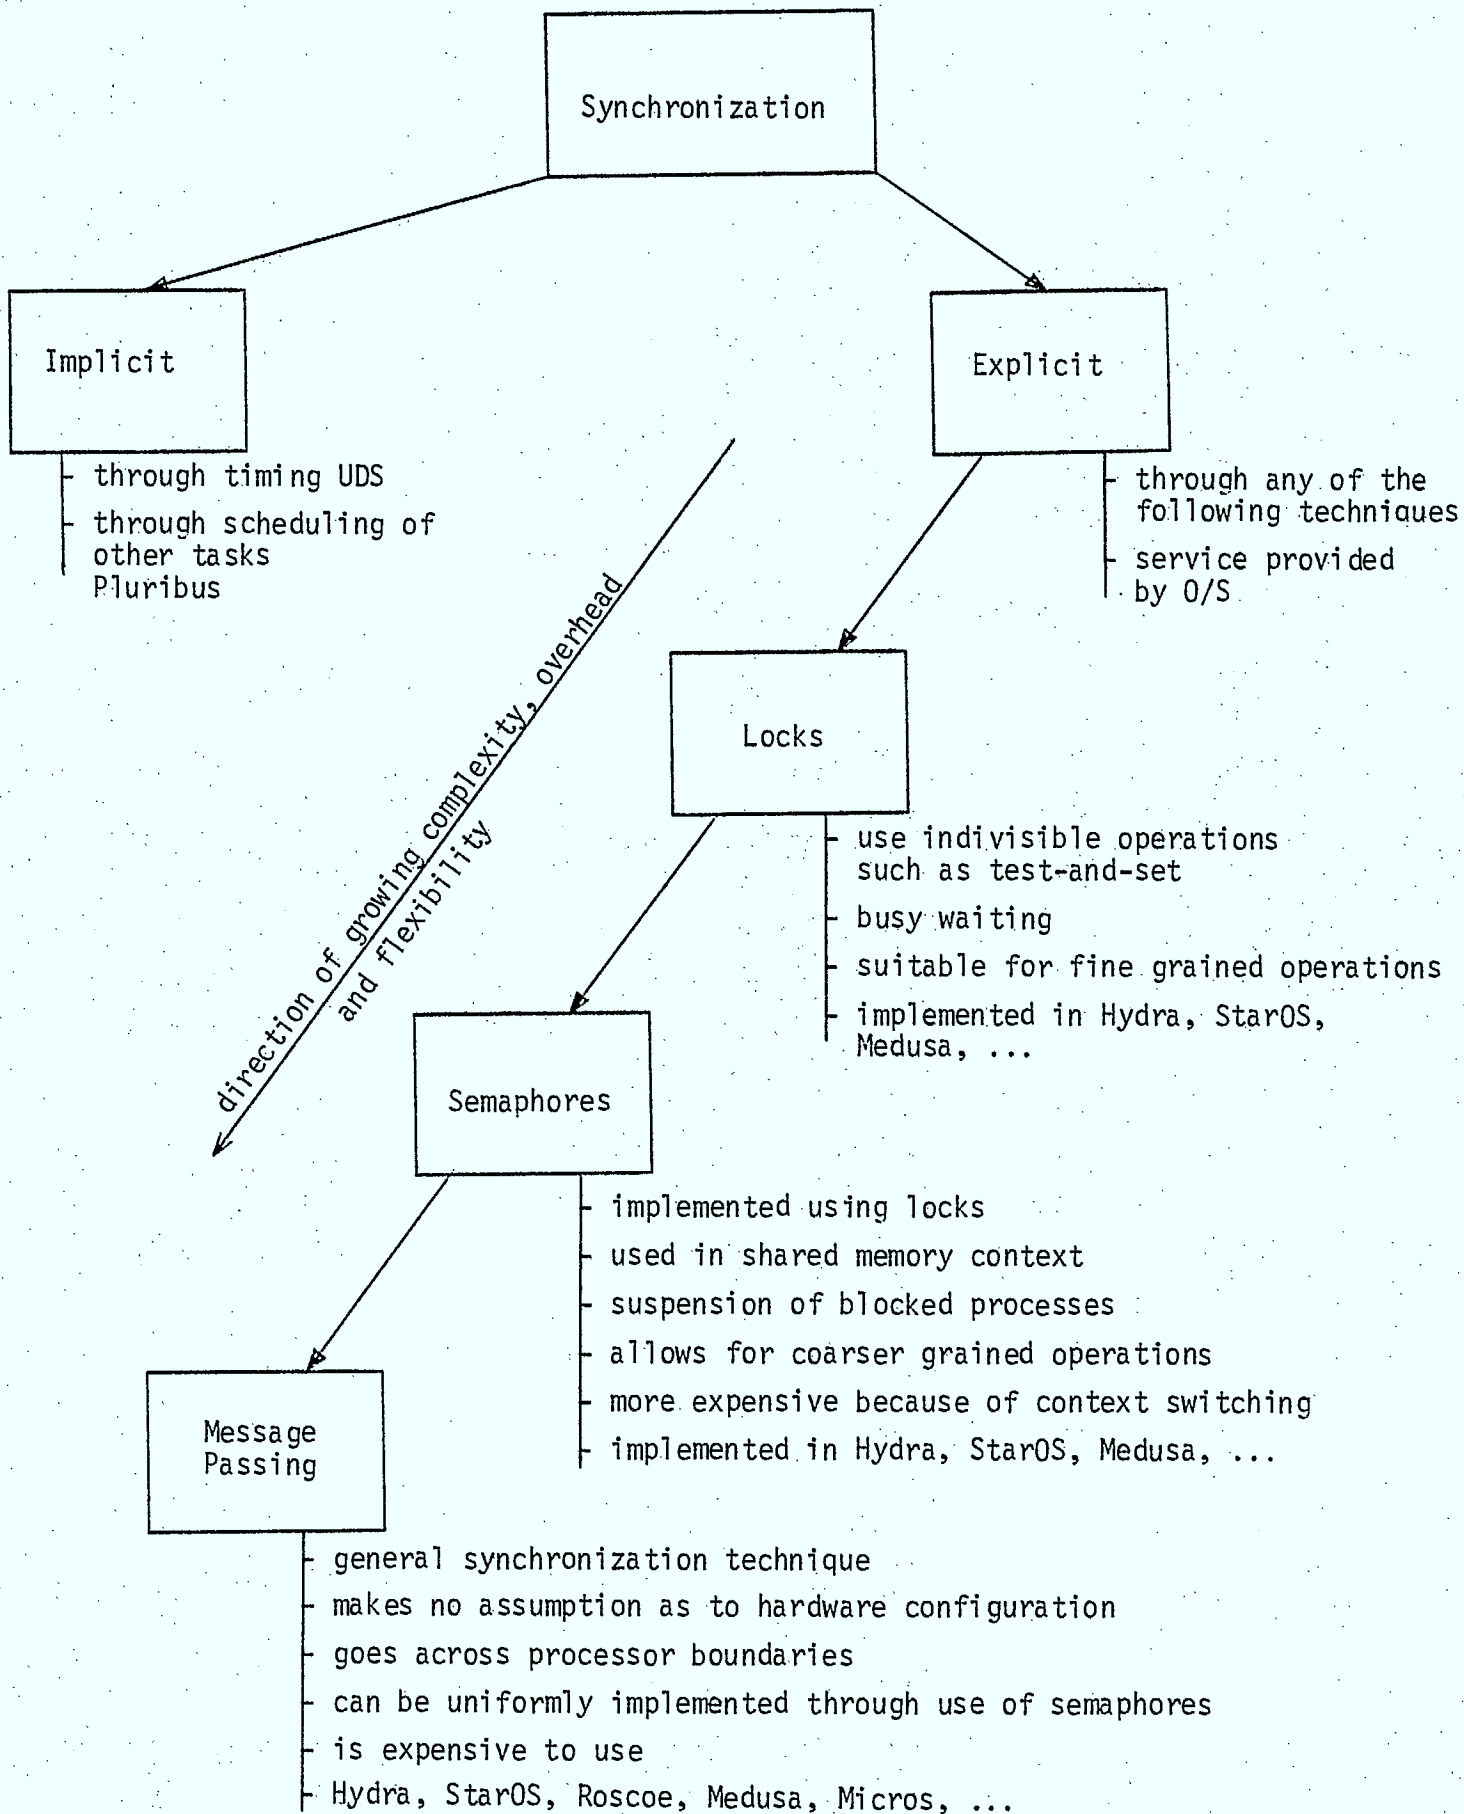 Synchronization
Implicit
Explicit
through timing UDS
through scheduling of
other tasks
Pluribus
through any of the
following techniques
service provided
by O/S
direction of growing complexity, overhead
and flexibility
Locks
use indivisible operations
such as test-and-set
busy waiting
suitable for fine grained operations
implemented in Hydra, StarOS,
Medusa, ...
Semaphores
implemented using locks
used in shared memory context
suspension of blocked processes
allows for coarser grained operations
more expensive because of context switching
implemented in Hydra, StarOS, Medusa, ...
Message
Passing
general synchronization technique
makes no assumption as to hardware configuration
goes across processor boundaries
can be uniformly implemented through use of semaphores
is expensive to use
Hydra, StarOS, Roscoe, Medusa, Micros, ...